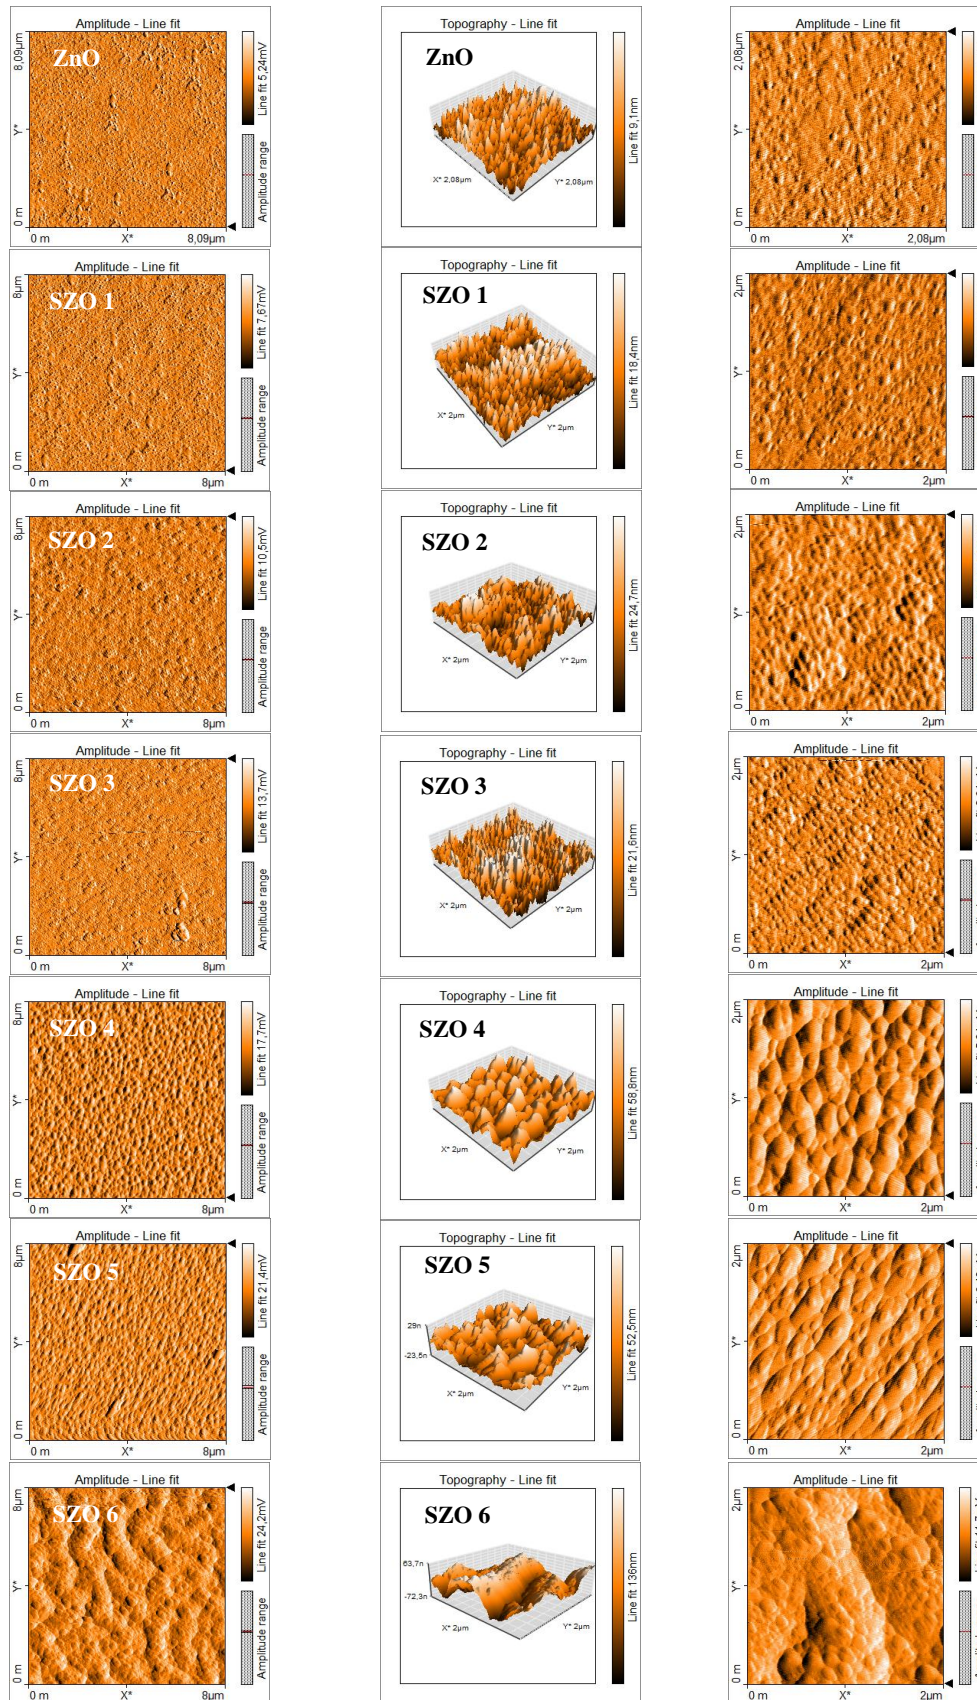 Amplitude - Line fit
ZnO
8,09µm
Y*
0 m
0 m
X*
8,09µm
Line fit 5,24mV
Amplitude range
Topography - Line fit
ZnO
X* 2,08µm
Y* 2,08µm
Line fit 9,1nm
Amplitude - Line fit
2,08µm
Y*
0 m
0 m
X*
2,08µm
Amplitude - Line fit
SZO 1
8µm
Y*
0 m
0 m
X*
8µm
Line fit 7,67mV
Amplitude range
Topography - Line fit
SZO 1
X* 2µm
Y* 2µm
Line fit 18,4nm
Amplitude - Line fit
2µm
Y*
0 m
0 m
X*
2µm
Amplitude - Line fit
SZO 2
8µm
Y*
0 m
0 m
X*
8µm
Line fit 10,5mV
Amplitude range
Topography - Line fit
SZO 2
X* 2µm
Y* 2µm
Line fit 24,7nm
Amplitude - Line fit
2µm
Y*
0 m
0 m
X*
2µm
Amplitude - Line fit
SZO 3
8µm
Y*
0 m
0 m
X*
8µm
Line fit 13,7mV
Amplitude range
Topography - Line fit
SZO 3
X* 2µm
Y* 2µm
Line fit 21,6nm
Amplitude - Line fit
2µm
Y*
0 m
0 m
X*
2µm
Amplitude - Line fit
SZO 4
8µm
Y*
0 m
0 m
X*
8µm
Line fit 17,7mV
Amplitude range
Topography - Line fit
SZO 4
X* 2µm
Y* 2µm
Line fit 58,8nm
Amplitude - Line fit
2µm
Y*
0 m
0 m
X*
2µm
Amplitude - Line fit
SZO 5
8µm
Y*
0 m
0 m
X*
8µm
Line fit 21,4mV
Amplitude range
Topography - Line fit
SZO 5
29n
-23,5n
X* 2µm
Y* 2µm
Line fit 52,5nm
Amplitude - Line fit
2µm
Y*
0 m
0 m
X*
2µm
Amplitude - Line fit
SZO 6
8µm
Y*
0 m
0 m
X*
8µm
Line fit 24,2mV
Amplitude range
Topography - Line fit
SZO 6
63,7n
-72,3n
X* 2µm
Y* 2µm
Line fit 136nm
Amplitude - Line fit
2µm
Y*
0 m
0 m
X*
2µm